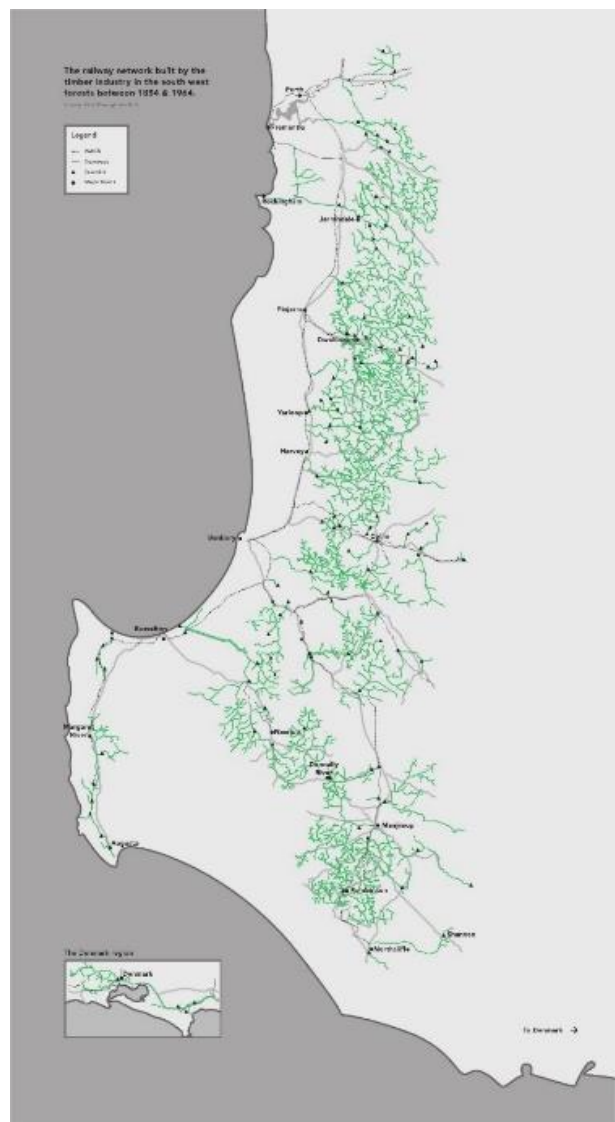 The railway network built by the
timber industry in the south west
forests between 1854 & 1964.
Legend
Perth
Fremantle
Rockingham
Jarrahdale
Pinjarra
Dwellingup
Yarloop
Harvey
Bunbury
Collie
Busselton
Margaret
River
Nannup
Donnelly
River
Manjimup
Augusta
Pemberton
Shannon
Northcliffe
The Denmark region
Denmark
To Denmark